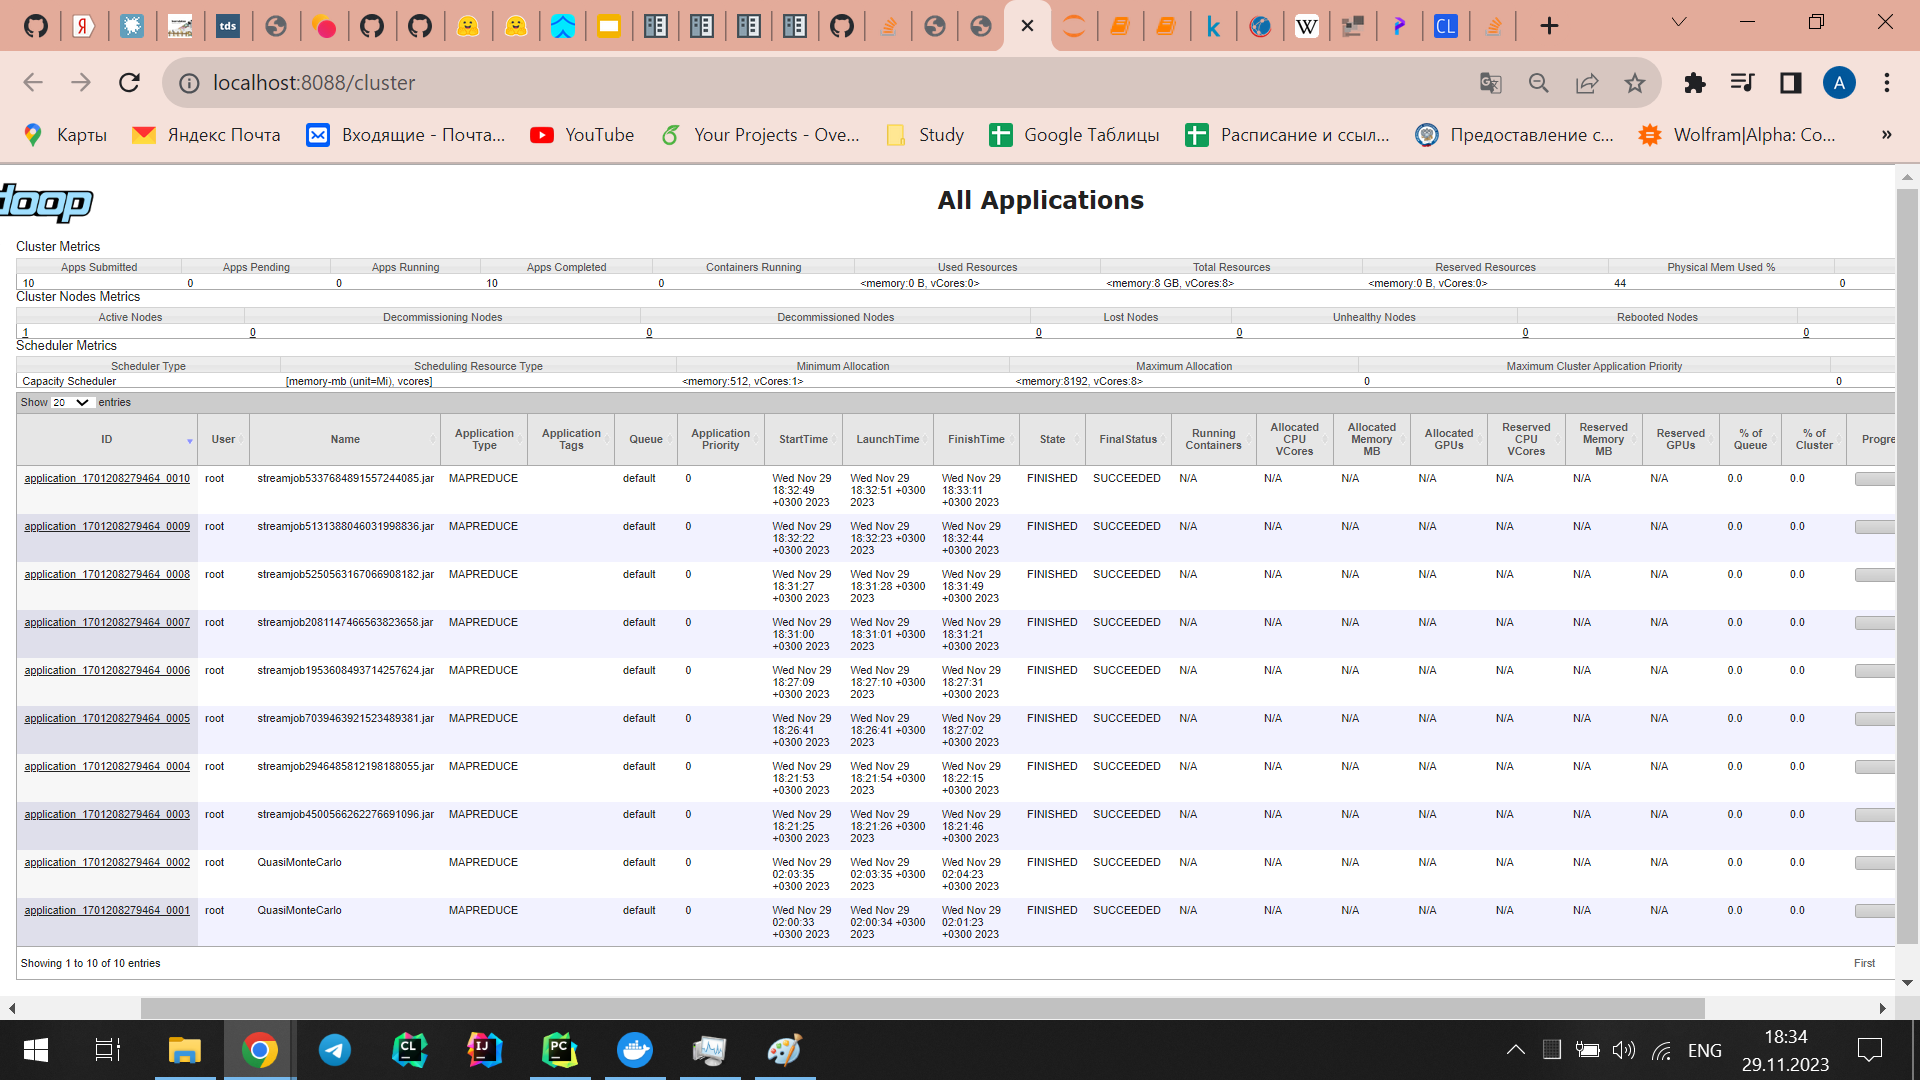 tds
k
W
CL
localhost:8088/cluster
A
Карты
Яндекс Почта
Входящие - Почта...
YouTube
Your Projects - Ove...
Study
Google Таблицы
Расписание и ссыл...
Предоставление с...
Wolfram|Alpha: Co...
»
doop
All Applications
Cluster Metrics
Apps Submitted Apps Pending Apps Running Apps Completed Containers Running Used Resources Total Resources Reserved Resources Physical Mem Used %
10 0 0 10 0 <memory:0 B, vCores:0> <memory:8 GB, vCores:8> <memory:0 B, vCores:0> 44 0
Cluster Nodes Metrics
Active Nodes Decommissioning Nodes Decommissioned Nodes Lost Nodes Unhealthy Nodes Rebooted Nodes
1 0 0 0 0 0 0
Scheduler Metrics
Scheduler Type Scheduling Resource Type Minimum Allocation Maximum Allocation Maximum Cluster Application Priority
Capacity Scheduler [memory-mb (unit=Mi), vcores] <memory:512, vCores:1> <memory:8192, vCores:8> 0 0
Show 20 entries
ID User Name Application Type Application Tags Queue Application Priority StartTime LaunchTime FinishTime State FinalStatus Running Containers Allocated CPU VCores Allocated Memory MB Allocated GPUs Reserved CPU VCores Reserved Memory MB Reserved GPUs % of Queue % of Cluster Progre
application_1701208279464_0010 root streamjob5337684891557244085.jar MAPREDUCE default 0 Wed Nov 29 18:32:49 +0300 2023 Wed Nov 29 18:32:51 +0300 2023 Wed Nov 29 18:33:11 +0300 2023 FINISHED SUCCEEDED N/A N/A N/A N/A N/A N/A N/A 0.0 0.0
application_1701208279464_0009 root streamjob5131388046031998836.jar MAPREDUCE default 0 Wed Nov 29 18:32:22 +0300 2023 Wed Nov 29 18:32:23 +0300 2023 Wed Nov 29 18:32:44 +0300 2023 FINISHED SUCCEEDED N/A N/A N/A N/A N/A N/A N/A 0.0 0.0
application_1701208279464_0008 root streamjob5250563167066908182.jar MAPREDUCE default 0 Wed Nov 29 18:31:27 +0300 2023 Wed Nov 29 18:31:28 +0300 2023 Wed Nov 29 18:31:49 +0300 2023 FINISHED SUCCEEDED N/A N/A N/A N/A N/A N/A N/A 0.0 0.0
application_1701208279464_0007 root streamjob2081147466563823658.jar MAPREDUCE default 0 Wed Nov 29 18:31:00 +0300 2023 Wed Nov 29 18:31:01 +0300 2023 Wed Nov 29 18:31:21 +0300 2023 FINISHED SUCCEEDED N/A N/A N/A N/A N/A N/A N/A 0.0 0.0
application_1701208279464_0006 root streamjob1953608493714257624.jar MAPREDUCE default 0 Wed Nov 29 18:27:09 +0300 2023 Wed Nov 29 18:27:10 +0300 2023 Wed Nov 29 18:27:31 +0300 2023 FINISHED SUCCEEDED N/A N/A N/A N/A N/A N/A N/A 0.0 0.0
application_1701208279464_0005 root streamjob7039463921523489381.jar MAPREDUCE default 0 Wed Nov 29 18:26:41 +0300 2023 Wed Nov 29 18:26:41 +0300 2023 Wed Nov 29 18:27:02 +0300 2023 FINISHED SUCCEEDED N/A N/A N/A N/A N/A N/A N/A 0.0 0.0
application_1701208279464_0004 root streamjob2946485812198188055.jar MAPREDUCE default 0 Wed Nov 29 18:21:53 +0300 2023 Wed Nov 29 18:21:54 +0300 2023 Wed Nov 29 18:22:15 +0300 2023 FINISHED SUCCEEDED N/A N/A N/A N/A N/A N/A N/A 0.0 0.0
application_1701208279464_0003 root streamjob4500566262276691096.jar MAPREDUCE default 0 Wed Nov 29 18:21:25 +0300 2023 Wed Nov 29 18:21:26 +0300 2023 Wed Nov 29 18:21:46 +0300 2023 FINISHED SUCCEEDED N/A N/A N/A N/A N/A N/A N/A 0.0 0.0
application_1701208279464_0002 root QuasiMonteCarlo MAPREDUCE default 0 Wed Nov 29 02:03:35 +0300 2023 Wed Nov 29 02:03:35 +0300 2023 Wed Nov 29 02:04:23 +0300 2023 FINISHED SUCCEEDED N/A N/A N/A N/A N/A N/A N/A 0.0 0.0
application_1701208279464_0001 root QuasiMonteCarlo MAPREDUCE default 0 Wed Nov 29 02:00:33 +0300 2023 Wed Nov 29 02:00:34 +0300 2023 Wed Nov 29 02:01:23 +0300 2023 FINISHED SUCCEEDED N/A N/A N/A N/A N/A N/A N/A 0.0 0.0
Showing 1 to 10 of 10 entries
First
CL
IJ
PC
ENG
18:34
29.11.2023